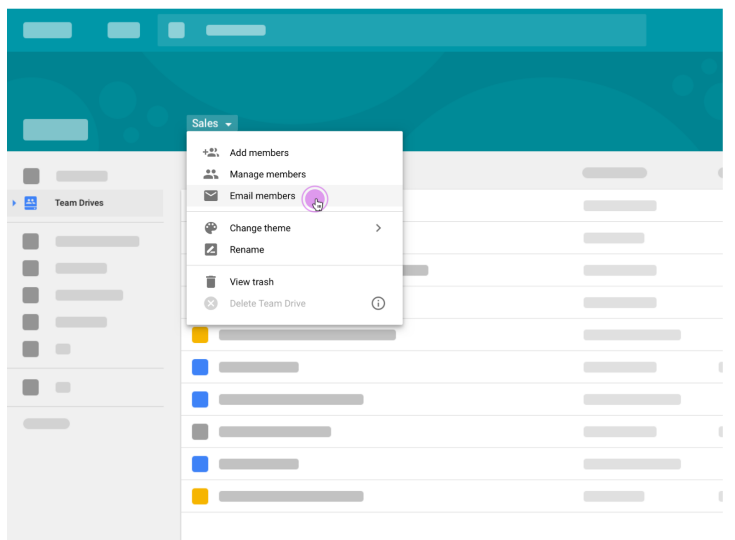 Sales
Add members
Manage members
Team Drives
Email members
Change theme
Rename
View trash
Delete Team Drive